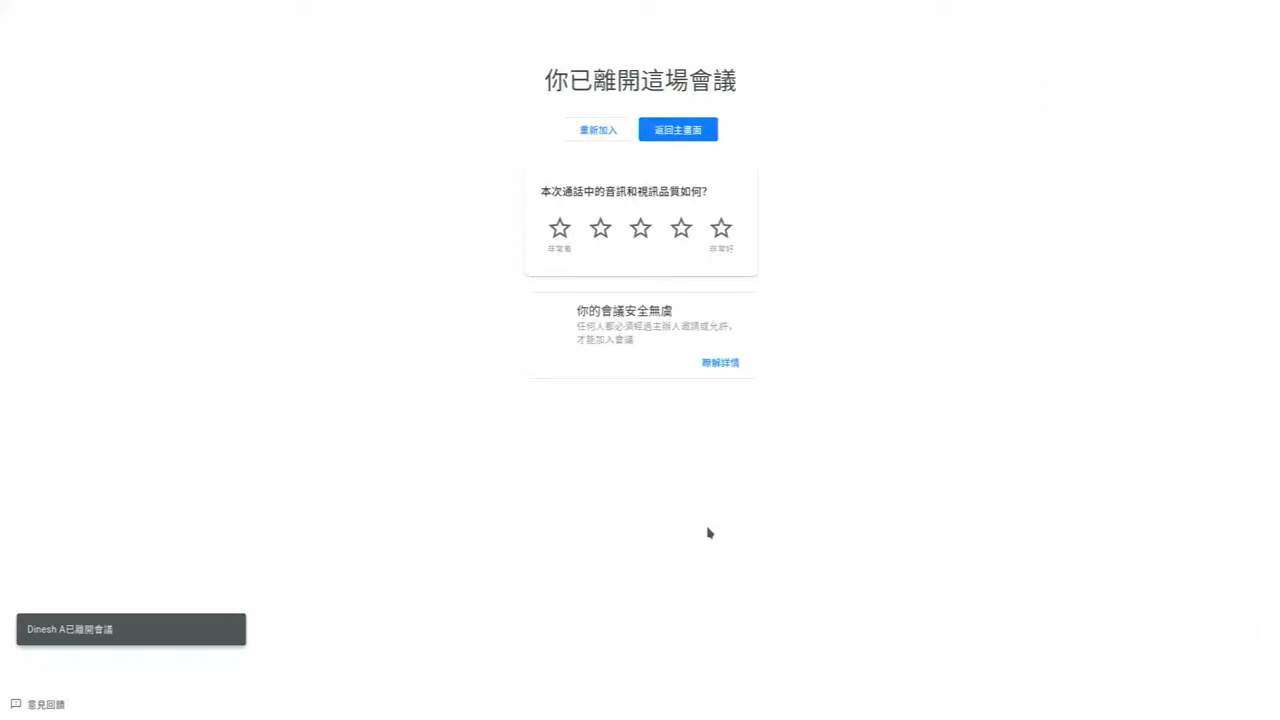 你已離開這場會議
重新加入
返回主畫面
本次通話中的音訊和視訊品質如何?
非常差
非常好
你的會議安全無虞
任何人都必須經過主辦人邀請或允許，
才能加入會議
瞭解詳情
Dinesh A已離開會議
意見回饋